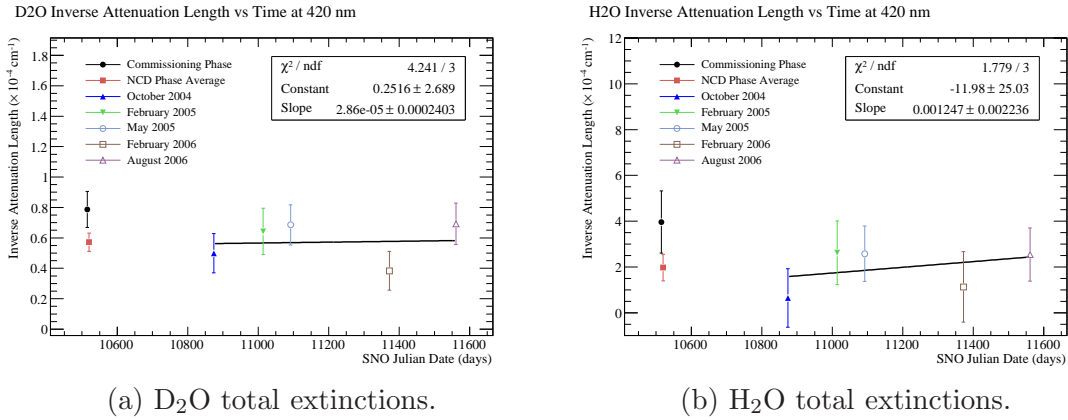 D2O Inverse Attenuation Length vs Time at 420 nm
Inverse Attenuation Length (× 10⁻⁴ cm⁻¹)
1.8
1.6
1.4
1.2
1
0.8
0.6
0.4
0.2
0
Commissioning Phase
NCD Phase Average
October 2004
February 2005
May 2005
February 2006
August 2006
χ² / ndf 4.241 / 3
Constant 0.2516 ± 2.689
Slope 2.86e-05 ± 0.0002403
10600 10800 11000 11200 11400 11600
SNO Julian Date (days)
(a) D₂O total extinctions.
H2O Inverse Attenuation Length vs Time at 420 nm
Inverse Attenuation Length (× 10⁻⁴ cm⁻¹)
12
10
8
6
4
2
0
Commissioning Phase
NCD Phase Average
October 2004
February 2005
May 2005
February 2006
August 2006
χ² / ndf 1.779 / 3
Constant -11.98 ± 25.03
Slope 0.001247 ± 0.002236
10600 10800 11000 11200 11400 11600
SNO Julian Date (days)
(b) H₂O total extinctions.